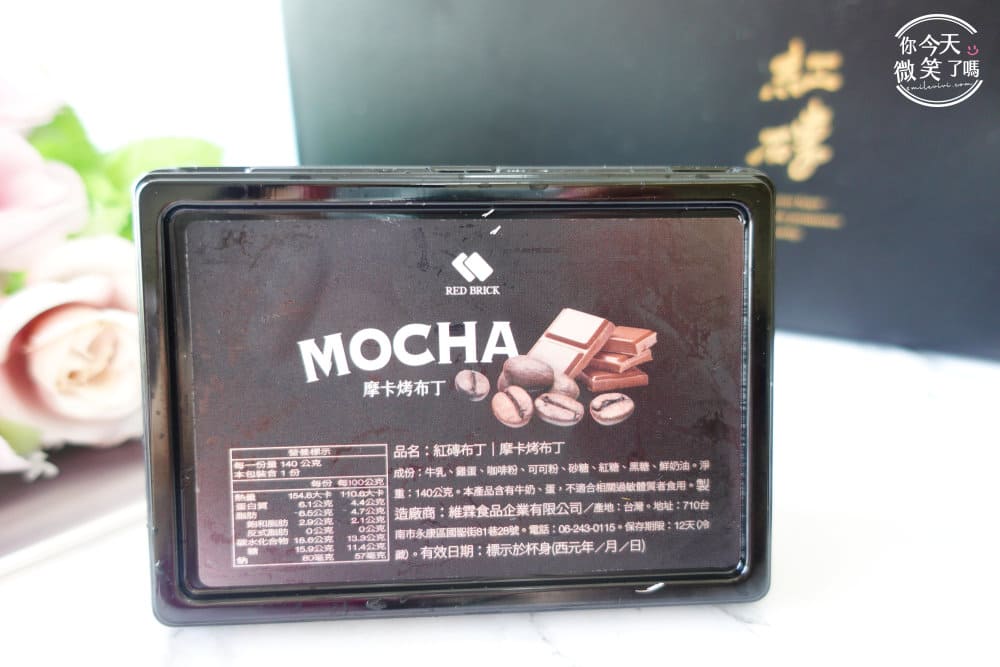 你今天
微笑了嗎
smilevivi.com
紅
磚
RED BRICK
MOCHA
摩卡烤布丁
營養標示
每一份量 140 公克
本包裝含 1 份
每份 每100公克
熱量 154.8大卡 110.6大卡
蛋白質 6.1公克 4.4公克
脂肪 6.5公克 4.7公克
飽和脂肪 2.9公克 2.1公克
反式脂肪 0公克 0公克
碳水化合物 18.6公克 13.3公克
糖 15.9公克 11.4公克
鈉 80毫克 57毫克
品名：紅磚布丁 | 摩卡烤布丁
成份：牛乳、雞蛋、咖啡粉、可可粉、砂糖、紅糖、黑糖、鮮奶油。淨
重：140公克。本產品含有牛奶、蛋，不適合相關過敏體質者食用。製
造廠商：維霖食品企業有限公司／產地：台灣。地址：710台
南市永康區國聖街81巷28號。電話：06-243-0115。保存期限：12天(冷
藏)。有效日期：標示於杯身(西元年／月／日)